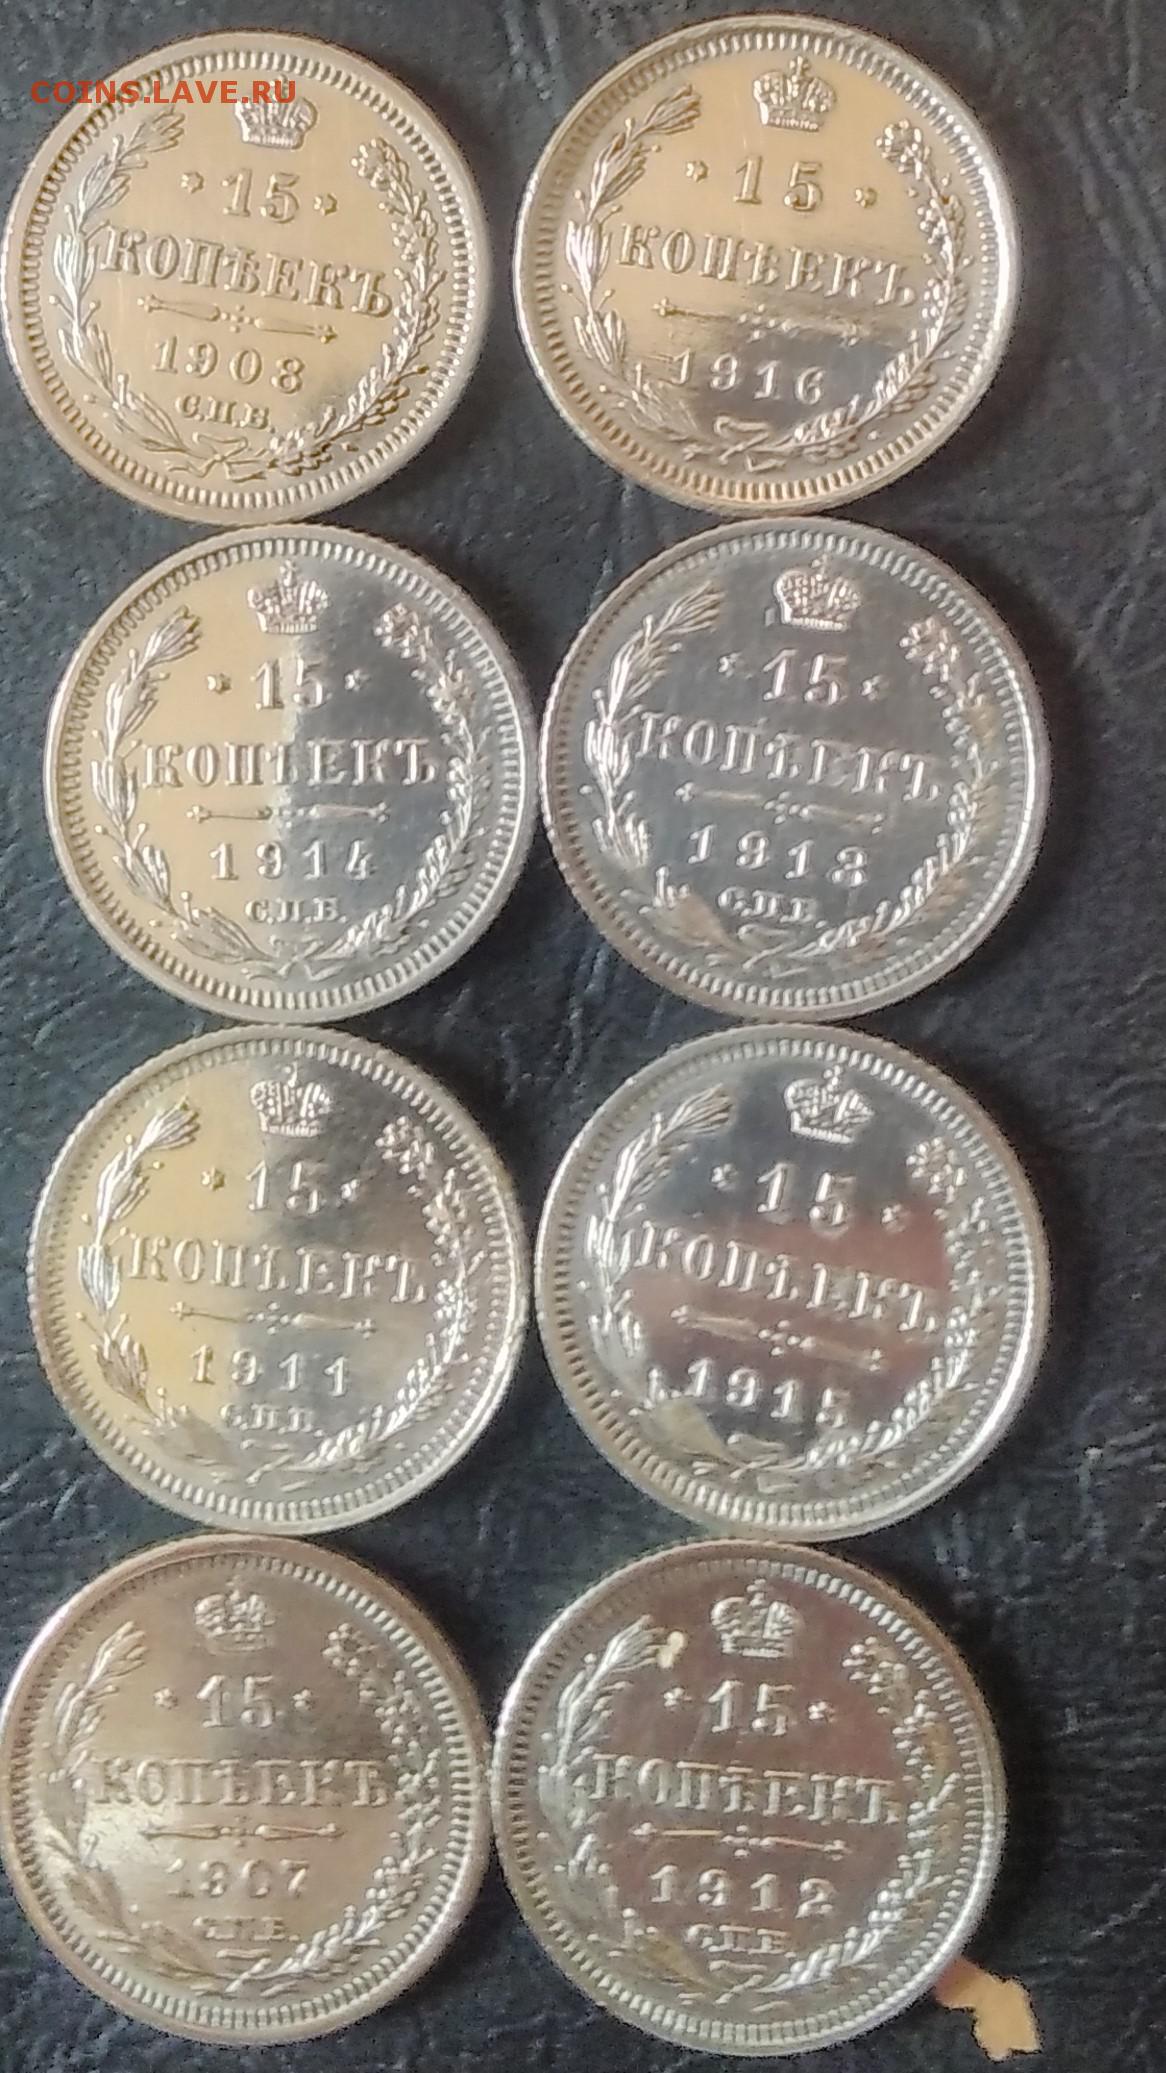 COINS.LAVE.RU
15
КОПѢЕКЪ
1908
С.П.Б.
15
КОПѢЕКЪ
1916
15
КОПѢЕКЪ
1914
С.П.Б.
15
КОПѢЕКЪ
1913
С.П.Б.
15
КОПѢЕКЪ
1911
С.П.Б.
15
КОПѢЕКЪ
1915
15
КОПѢЕКЪ
1907
С.П.Б.
15
КОПѢЕКЪ
1912
С.П.Б.